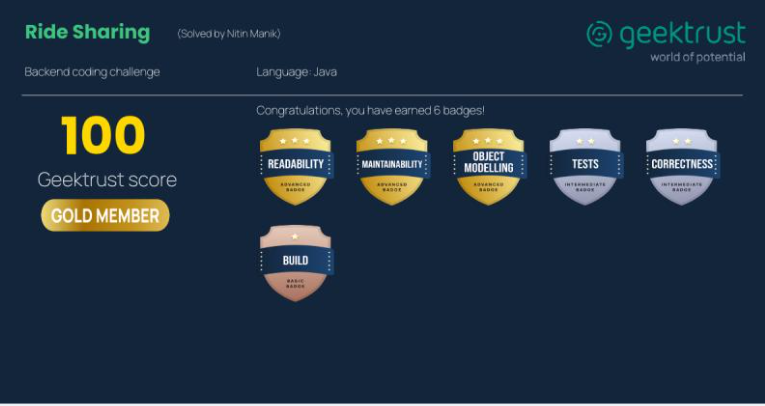 Ride Sharing (Solved by Nitin Manik)
geektrust
world of potential
Backend coding challenge Language: Java
Congratulations, you have earned 6 badges!
100
Geektrust score
GOLD MEMBER
READABILITY
ADVANCED
BADGE
MAINTAINABILITY
ADVANCED
BADGE
OBJECT
MODELLING
ADVANCED
BADGE
TESTS
INTERMEDIATE
BADGE
CORRECTNESS
INTERMEDIATE
BADGE
BUILD
BASIC
BADGE